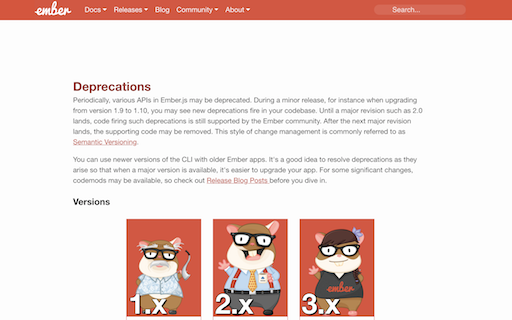 ember Docs Releases Blog Community About Search...
Deprecations
Periodically, various APIs in Ember.js may be deprecated. During a minor release, for instance when upgrading
from version 1.9 to 1.10, you may see new deprecations fire in your codebase. Until a major revision such as 2.0
lands, code firing such deprecations is still supported by the Ember community. After the next major revision
lands, the supporting code may be removed. This style of change management is commonly referred to as
Semantic Versioning.
You can use newer versions of the CLI with older Ember apps. It's a good idea to resolve deprecations as they
arise so that when a major version is available, it's easier to upgrade your app. For some significant changes,
codemods may be available, so check out Release Blog Posts before you dive in.
Versions
ember
1.x 2.x 3.x